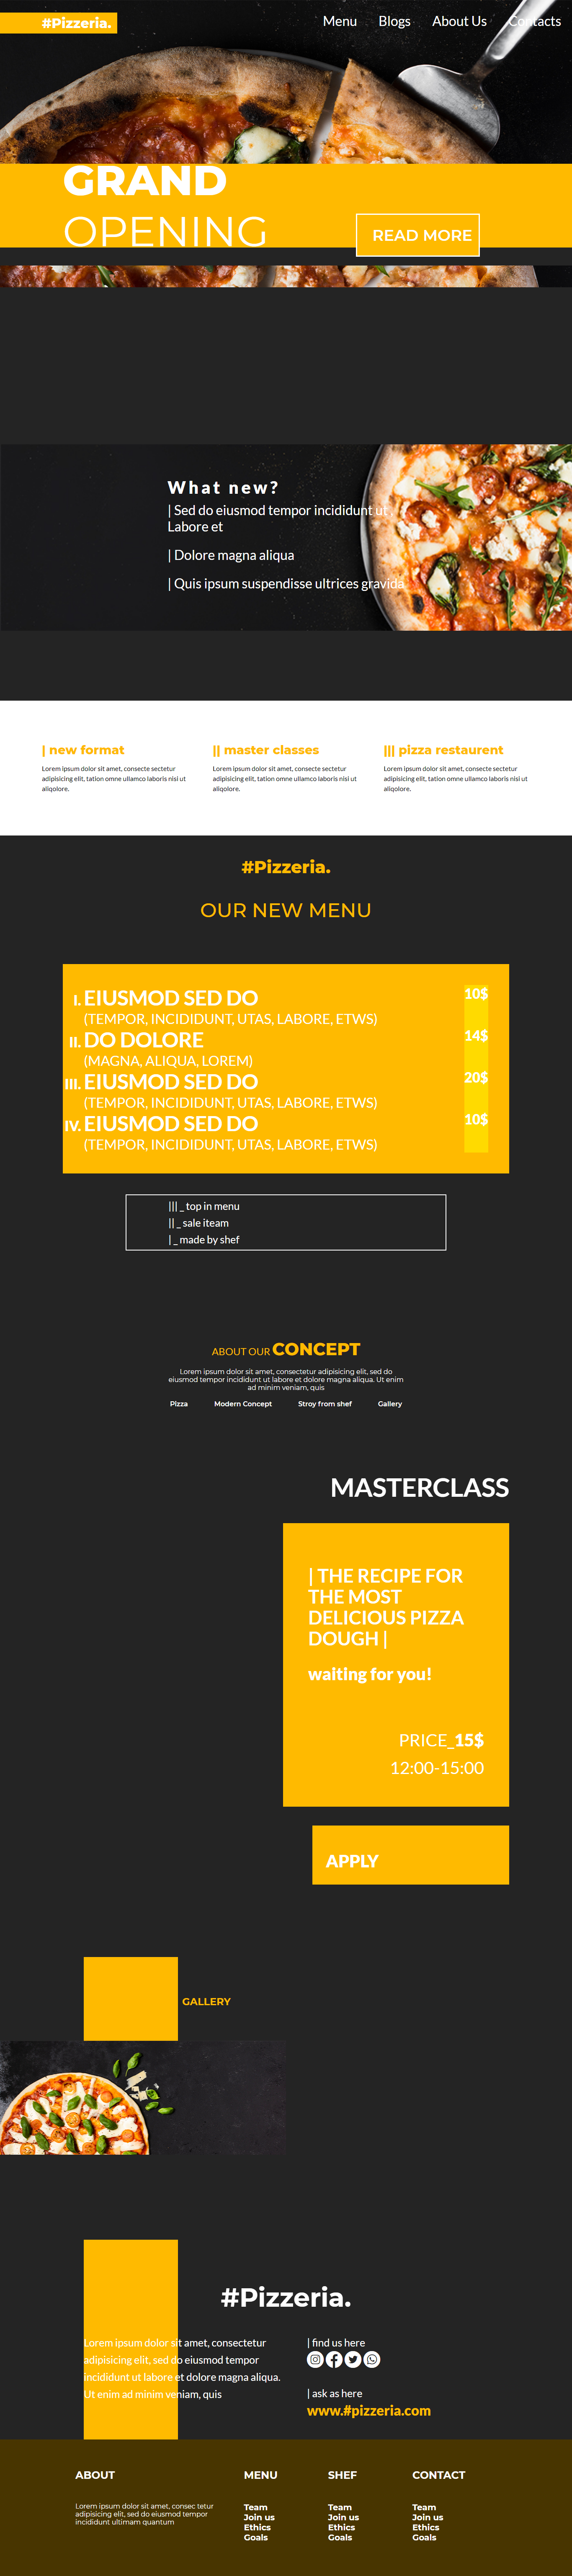 #Pizzeria.
Menu Blogs About Us Contacts
GRAND
OPENING
READ MORE
What new?
| Sed do eiusmod tempor incididunt ut
Labore et
| Dolore magna aliqua
| Quis ipsum suspendisse ultrices gravida
| new format
Lorem ipsum dolor sit amet, consecte sectetur
adipisicing elit, tation omne ullamco laboris nisi ut
aliqolore.
|| master classes
Lorem ipsum dolor sit amet, consecte sectetur
adipisicing elit, tation omne ullamco laboris nisi ut
aliqolore.
||| pizza restaurent
Lorem ipsum dolor sit amet, consecte sectetur
adipisicing elit, tation omne ullamco laboris nisi ut
aliqolore.
#Pizzeria.
OUR NEW MENU
I. EIUSMOD SED DO 10$
(TEMPOR, INCIDIDUNT, UTAS, LABORE, ETWS)
II. DO DOLORE 14$
(MAGNA, ALIQUA, LOREM)
III. EIUSMOD SED DO 20$
(TEMPOR, INCIDIDUNT, UTAS, LABORE, ETWS)
IV. EIUSMOD SED DO 10$
(TEMPOR, INCIDIDUNT, UTAS, LABORE, ETWS)
||| _ top in menu
|| _ sale iteam
| _ made by shef
ABOUT OUR CONCEPT
Lorem ipsum dolor sit amet, consectetur adipisicing elit, sed do
eiusmod tempor incididunt ut labore et dolore magna aliqua. Ut enim
ad minim veniam, quis
Pizza Modern Concept Stroy from shef Gallery
MASTERCLASS
| THE RECIPE FOR
THE MOST
DELICIOUS PIZZA
DOUGH |
waiting for you!
PRICE_15$
12:00-15:00
APPLY
GALLERY
#Pizzeria.
Lorem ipsum dolor sit amet, consectetur
adipisicing elit, sed do eiusmod tempor
incididunt ut labore et dolore magna aliqua.
Ut enim ad minim veniam, quis
| find us here
| ask as here
www.#pizzeria.com
ABOUT
Lorem ipsum dolor sit amet, consec tetur
adipisicing elit, sed do eiusmod tempor
incididunt ultimam quantum
MENU
Team
Join us
Ethics
Goals
SHEF
Team
Join us
Ethics
Goals
CONTACT
Team
Join us
Ethics
Goals